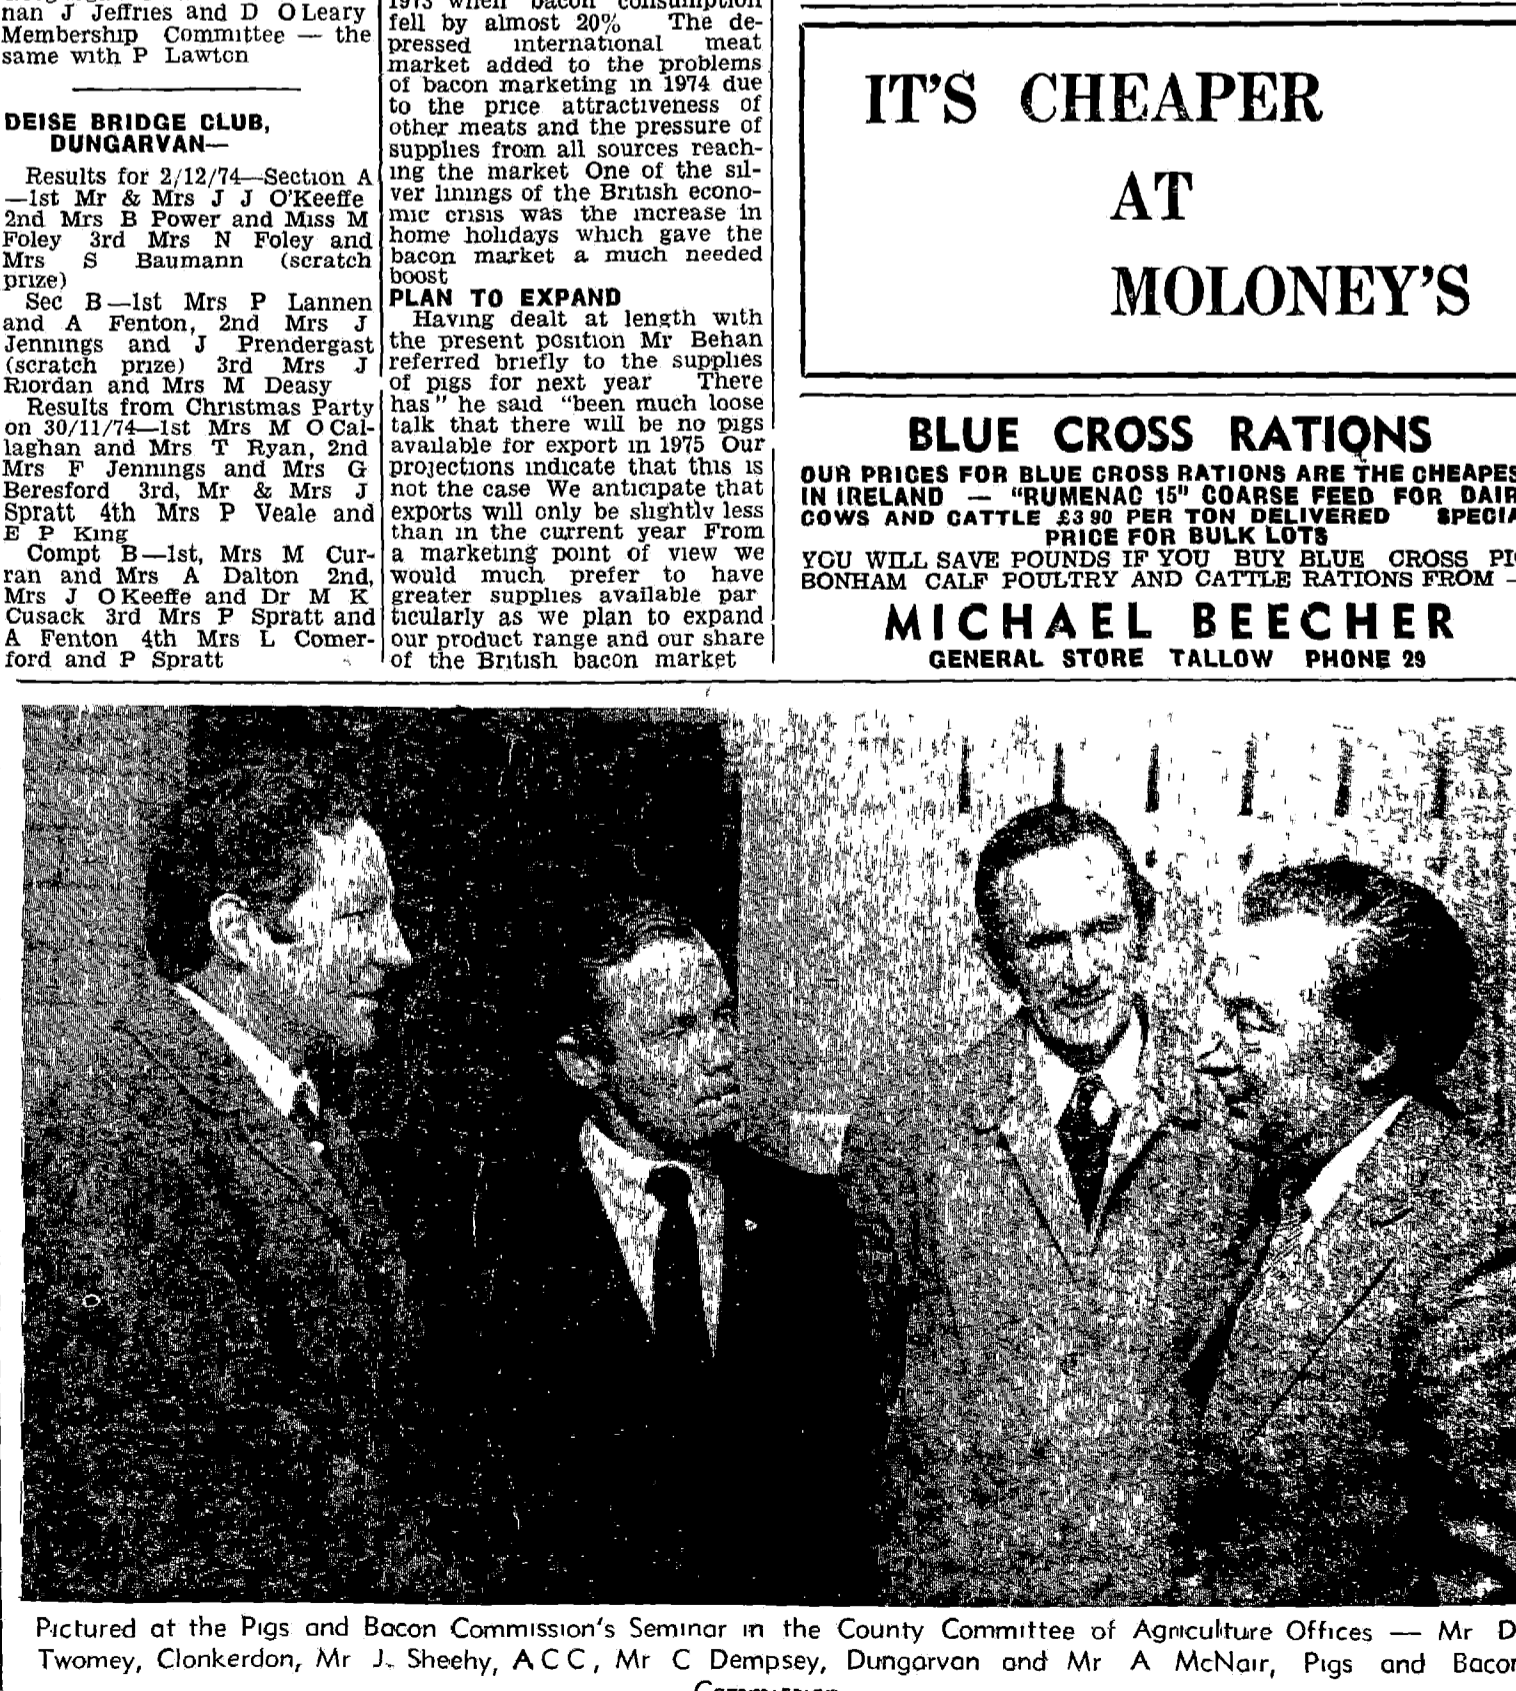 nan J Jeffries and D O Leary
Membership Committee — the
same with P Lawton
DEISE BRIDGE CLUB,
DUNGARVAN—
Results for 2/12/74—Section A
—1st Mr & Mrs J J O'Keeffe
2nd Mrs B Power and Miss M
Foley 3rd Mrs N Foley and
Mrs S Baumann (scratch
prize)
Sec B—1st Mrs P Lannen
and A Fenton, 2nd Mrs J
Jennings and J Prendergast
(scratch prize) 3rd Mrs J
Riordan and Mrs M Deasy
Results from Christmas Party
on 30/11/74—1st Mrs M O Cal-
laghan and Mrs T Ryan, 2nd
Mrs F Jennings and Mrs G
Beresford 3rd, Mr & Mrs J
Spratt 4th Mrs P Veale and
E P King
Compt B—1st, Mrs M Cur-
ran and Mrs A Dalton 2nd,
Mrs J O Keeffe and Dr M K
Cusack 3rd Mrs P Spratt and
A Fenton 4th Mrs L Comer-
ford and P Spratt
1973 when bacon consumption
fell by almost 20% The de-
pressed international meat
market added to the problems
of bacon marketing in 1974 due
to the price attractiveness of
other meats and the pressure of
supplies from all sources reach-
ing the market One of the sil-
ver linings of the British econo-
mic crisis was the increase in
home holidays which gave the
bacon market a much needed
boost
PLAN TO EXPAND
Having dealt at length with
the present position Mr Behan
referred briefly to the supplies
of pigs for next year There
has" he said "been much loose
talk that there will be no pigs
available for export in 1975 Our
projections indicate that this is
not the case We anticipate that
exports will only be slightly less
than in the current year From
a marketing point of view we
would much prefer to have
greater supplies available par
ticularly as we plan to expand
our product range and our share
of the British bacon market
IT'S CHEAPER
AT
MOLONEY'S
BLUE CROSS RATIONS
OUR PRICES FOR BLUE CROSS RATIONS ARE THE CHEAPES
IN IRELAND — "RUMENAC 15" COARSE FEED FOR DAIR
COWS AND CATTLE £3 90 PER TON DELIVERED SPECIA
PRICE FOR BULK LOTS
YOU WILL SAVE POUNDS IF YOU BUY BLUE CROSS PI
BONHAM CALF POULTRY AND CATTLE RATIONS FROM —
MICHAEL BEECHER
GENERAL STORE TALLOW PHONE 29
Pictured at the Pigs and Bacon Commission's Seminar in the County Committee of Agriculture Offices — Mr D
Twomey, Clonkerdon, Mr J. Sheehy, A C C, Mr C Dempsey, Dungarvan and Mr A McNair, Pigs and Bacon